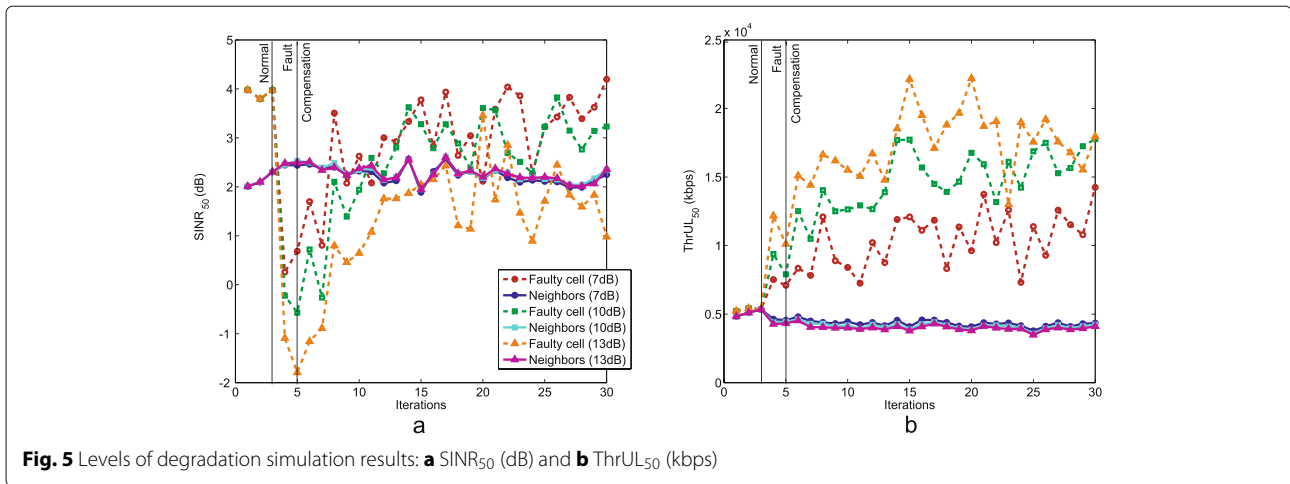 5
4
3
2
1
0
-1
-2
SINR50 (dB)
Normal
Fault
Compensation
Faulty cell (7dB)
Neighbors (7dB)
Faulty cell (10dB)
Neighbors (10dB)
Faulty cell (13dB)
Neighbors (13dB)
0 5 10 15 20 25 30
Iterations
a
x 10^4
2.5
2
1.5
1
0.5
0
ThrUL50 (kbps)
Normal
Fault
Compensation
0 5 10 15 20 25 30
Iterations
b
Fig. 5 Levels of degradation simulation results: a SINR50 (dB) and b ThrUL50 (kbps)